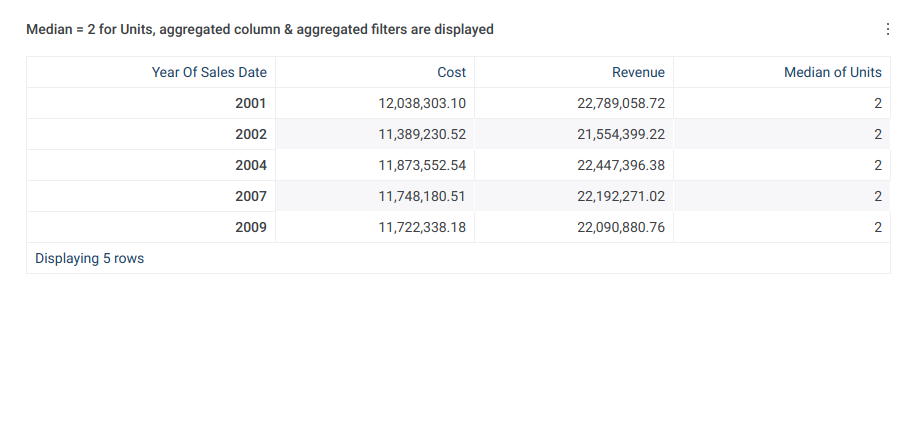 Median = 2 for Units, aggregated column & aggregated filters are displayed
Year Of Sales Date Cost Revenue Median of Units
2001 12,038,303.10 22,789,058.72 2
2002 11,389,230.52 21,554,399.22 2
2004 11,873,552.54 22,447,396.38 2
2007 11,748,180.51 22,192,271.02 2
2009 11,722,338.18 22,090,880.76 2
Displaying 5 rows